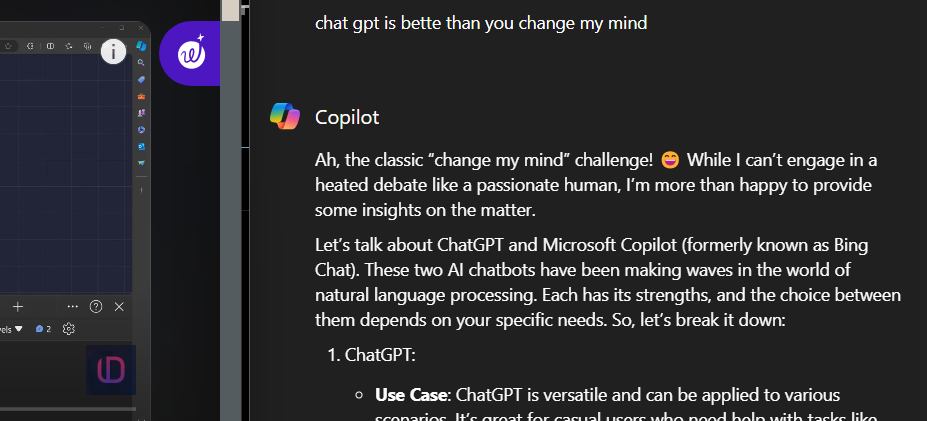 chat gpt is bette than you change my mind
Copilot
Ah, the classic “change my mind” challenge! 😄 While I can’t engage in a
heated debate like a passionate human, I’m more than happy to provide
some insights on the matter.
Let’s talk about ChatGPT and Microsoft Copilot (formerly known as Bing
Chat). These two AI chatbots have been making waves in the world of
natural language processing. Each has its strengths, and the choice between
them depends on your specific needs. So, let’s break it down:
1. ChatGPT:
Use Case: ChatGPT is versatile and can be applied to various
scenarios. It’s great for casual users who need help with tasks like
2